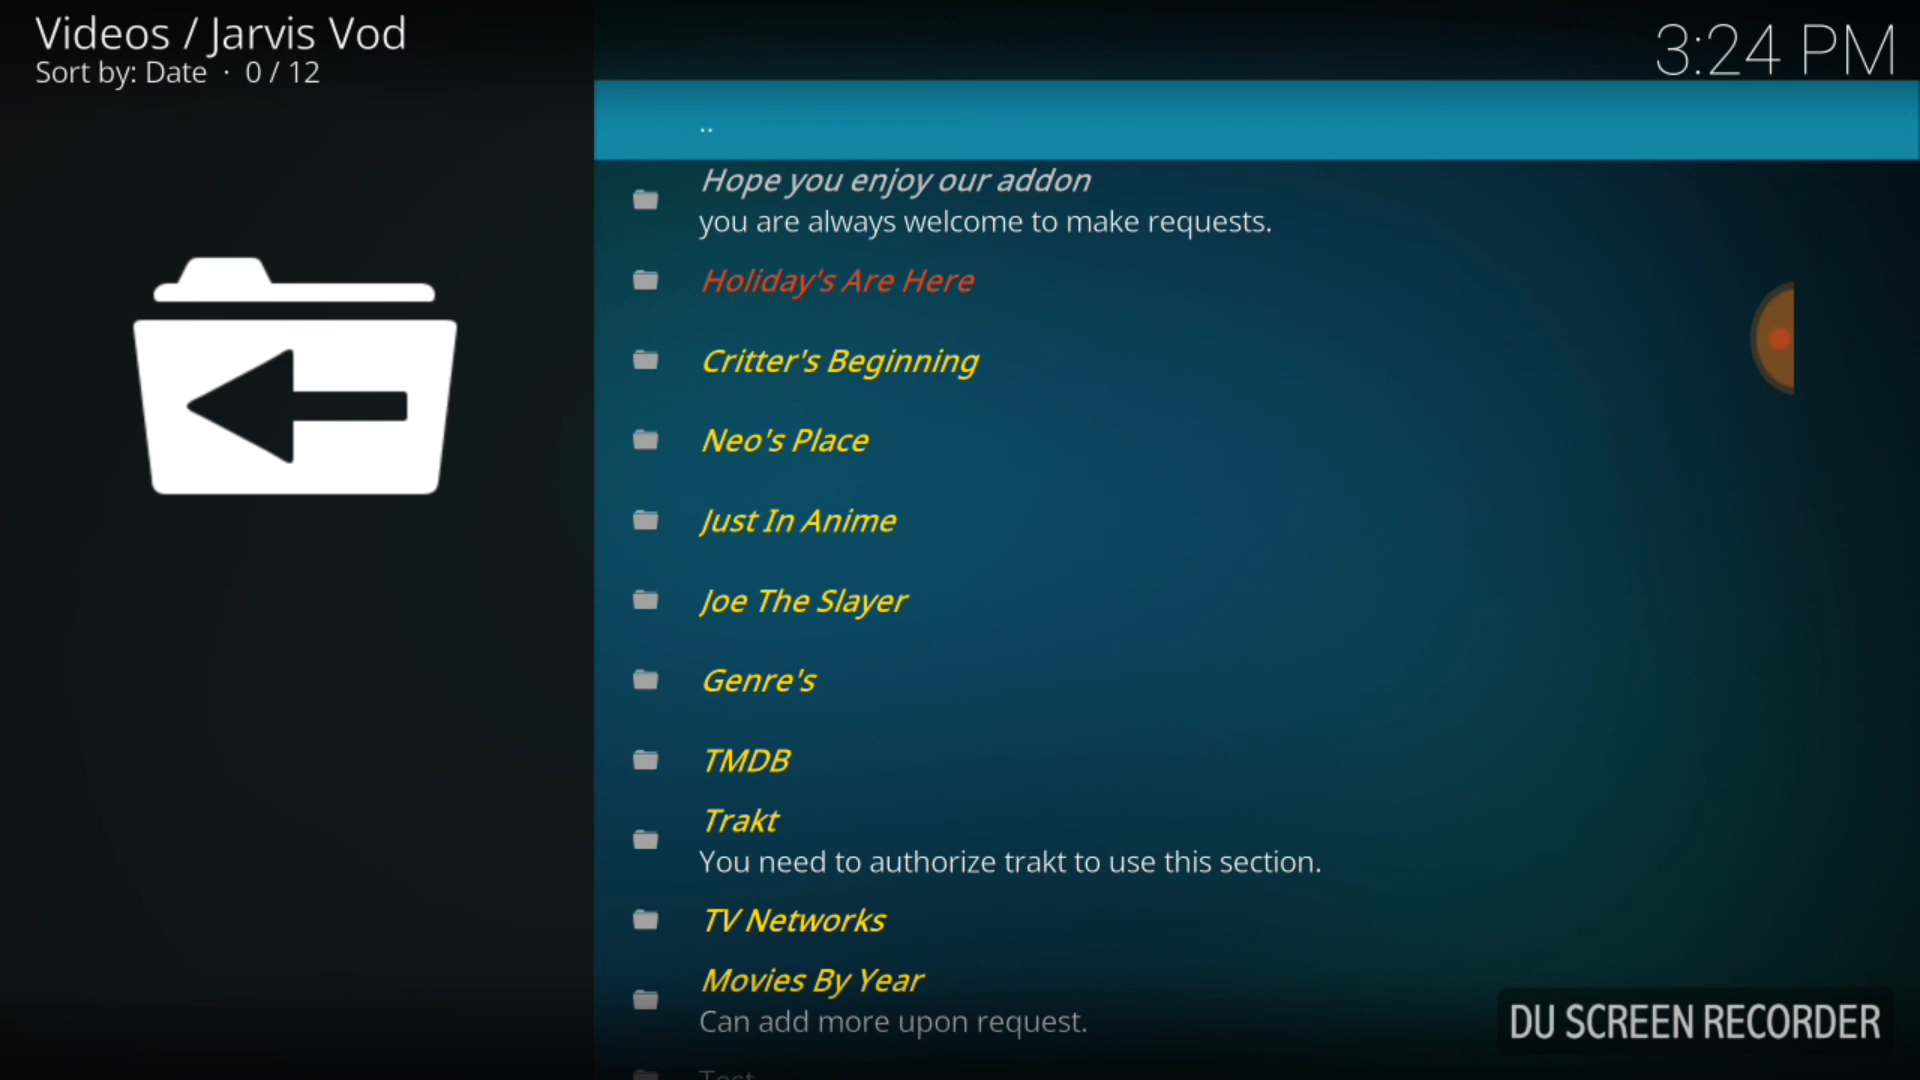 Videos / Jarvis Vod
Sort by: Date · 0 / 12
3:24 PM
..
Hope you enjoy our addon
you are always welcome to make requests.
Holiday's Are Here
Critter's Beginning
Neo's Place
Just In Anime
Joe The Slayer
Genre's
TMDB
Trakt
You need to authorize trakt to use this section.
TV Networks
Movies By Year
Can add more upon request.
DU SCREEN RECORDER